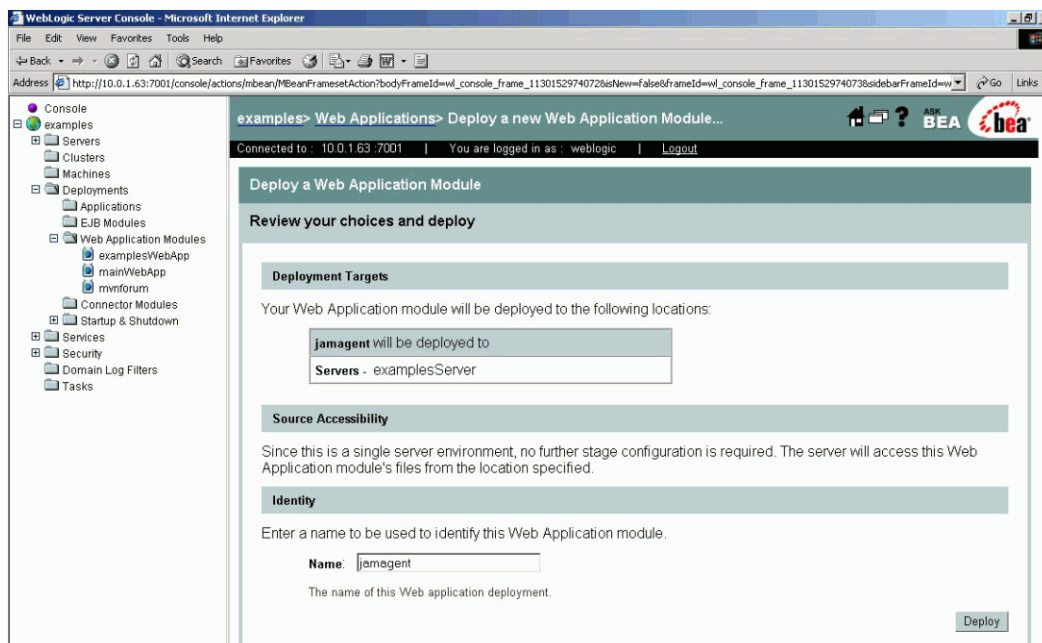 WebLogic Server Console - Microsoft Internet Explorer
File Edit View Favorites Tools Help
Back Search Favorites
Address http://10.0.1.63:7001/console/actions/mbean/MBeanFramesetAction?bodyFrameId=wl_console_frame_1130152974072&isNew=false&frameId=wl_console_frame_1130152974073&sidebarFrameId=w Go Links
Console
examples
Servers
Clusters
Machines
Deployments
Applications
EJB Modules
Web Application Modules
examplesWebApp
mainWebApp
mvnforum
Connector Modules
Startup & Shutdown
Services
Security
Domain Log Filters
Tasks
examples> Web Applications> Deploy a new Web Application Module...
? ASK BEA bea
Connected to : 10.0.1.63 :7001 | You are logged in as : weblogic | Logout
Deploy a Web Application Module
Review your choices and deploy
Deployment Targets
Your Web Application module will be deployed to the following locations:
jamagent will be deployed to
Servers - examplesServer
Source Accessibility
Since this is a single server environment, no further stage configuration is required. The server will access this Web
Application module's files from the location specified.
Identity
Enter a name to be used to identify this Web Application module.
Name: jamagent
The name of this Web application deployment.
Deploy